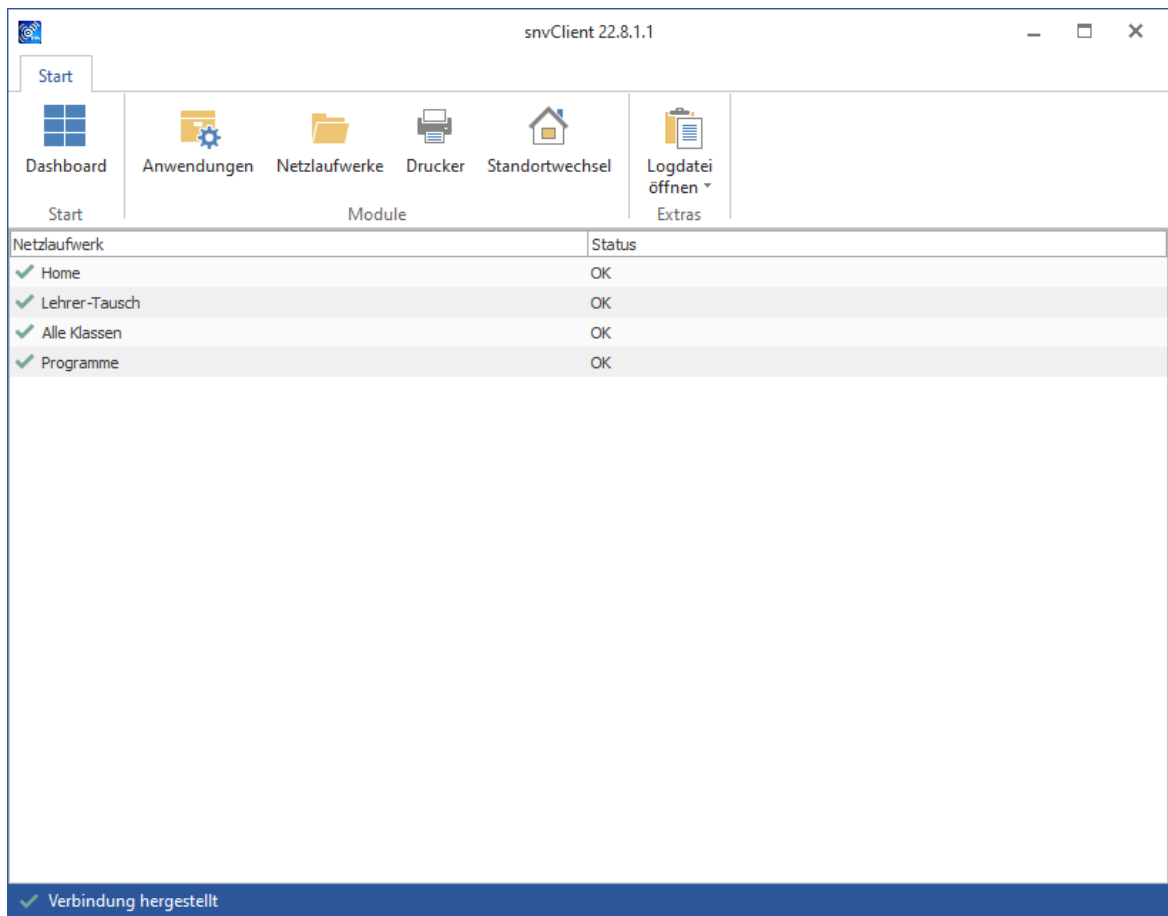 snvClient 22.8.1.1
Start
Dashboard
Anwendungen
Netzlaufwerke
Drucker
Standortwechsel
Logdatei
öffnen
Start
Module
Extras
Netzlaufwerk Status
Home OK
Lehrer-Tausch OK
Alle Klassen OK
Programme OK
Verbindung hergestellt